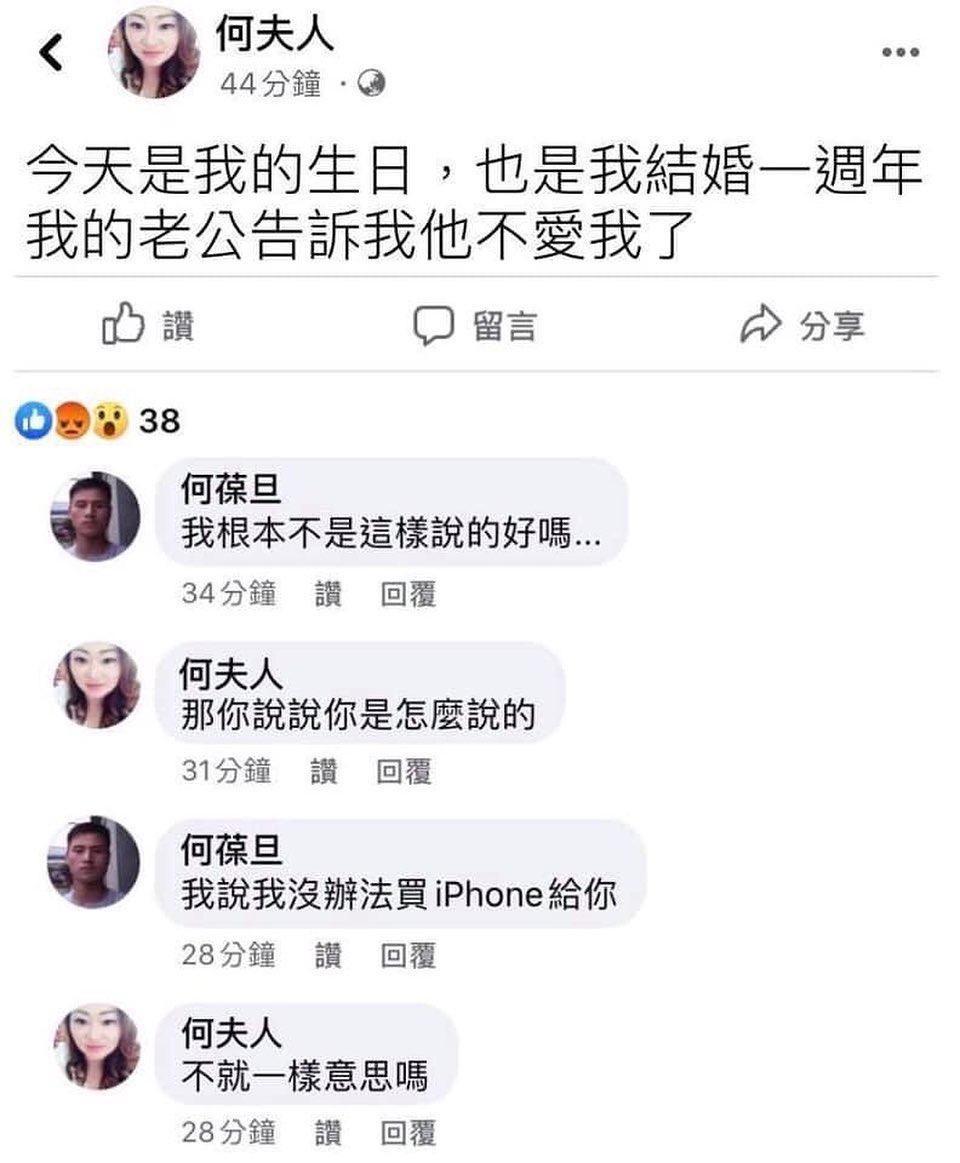 何夫人
44分鐘 ·
今天是我的生日，也是我結婚一週年
我的老公告訴我他不愛我了
讚 留言 分享
38
何葆旦
我根本不是這樣說的好嗎...
34分鐘 讚 回覆
何夫人
那你說說你是怎麼說的
31分鐘 讚 回覆
何葆旦
我說我沒辦法買iPhone給你
28分鐘 讚 回覆
何夫人
不就一樣意思嗎
28分鐘 讚 回覆